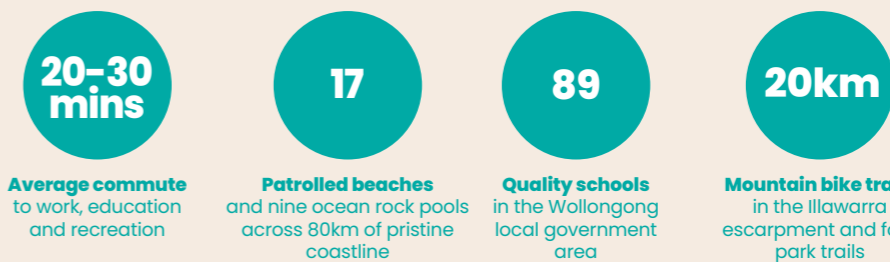 20-30
mins
Average commute
to work, education
and recreation
17
Patrolled beaches
and nine ocean rock pools
across 80km of pristine
coastline
89
Quality schools
in the Wollongong
local government
area
20km
Mountain bike
in the Illawarra
escarpment and
park trails